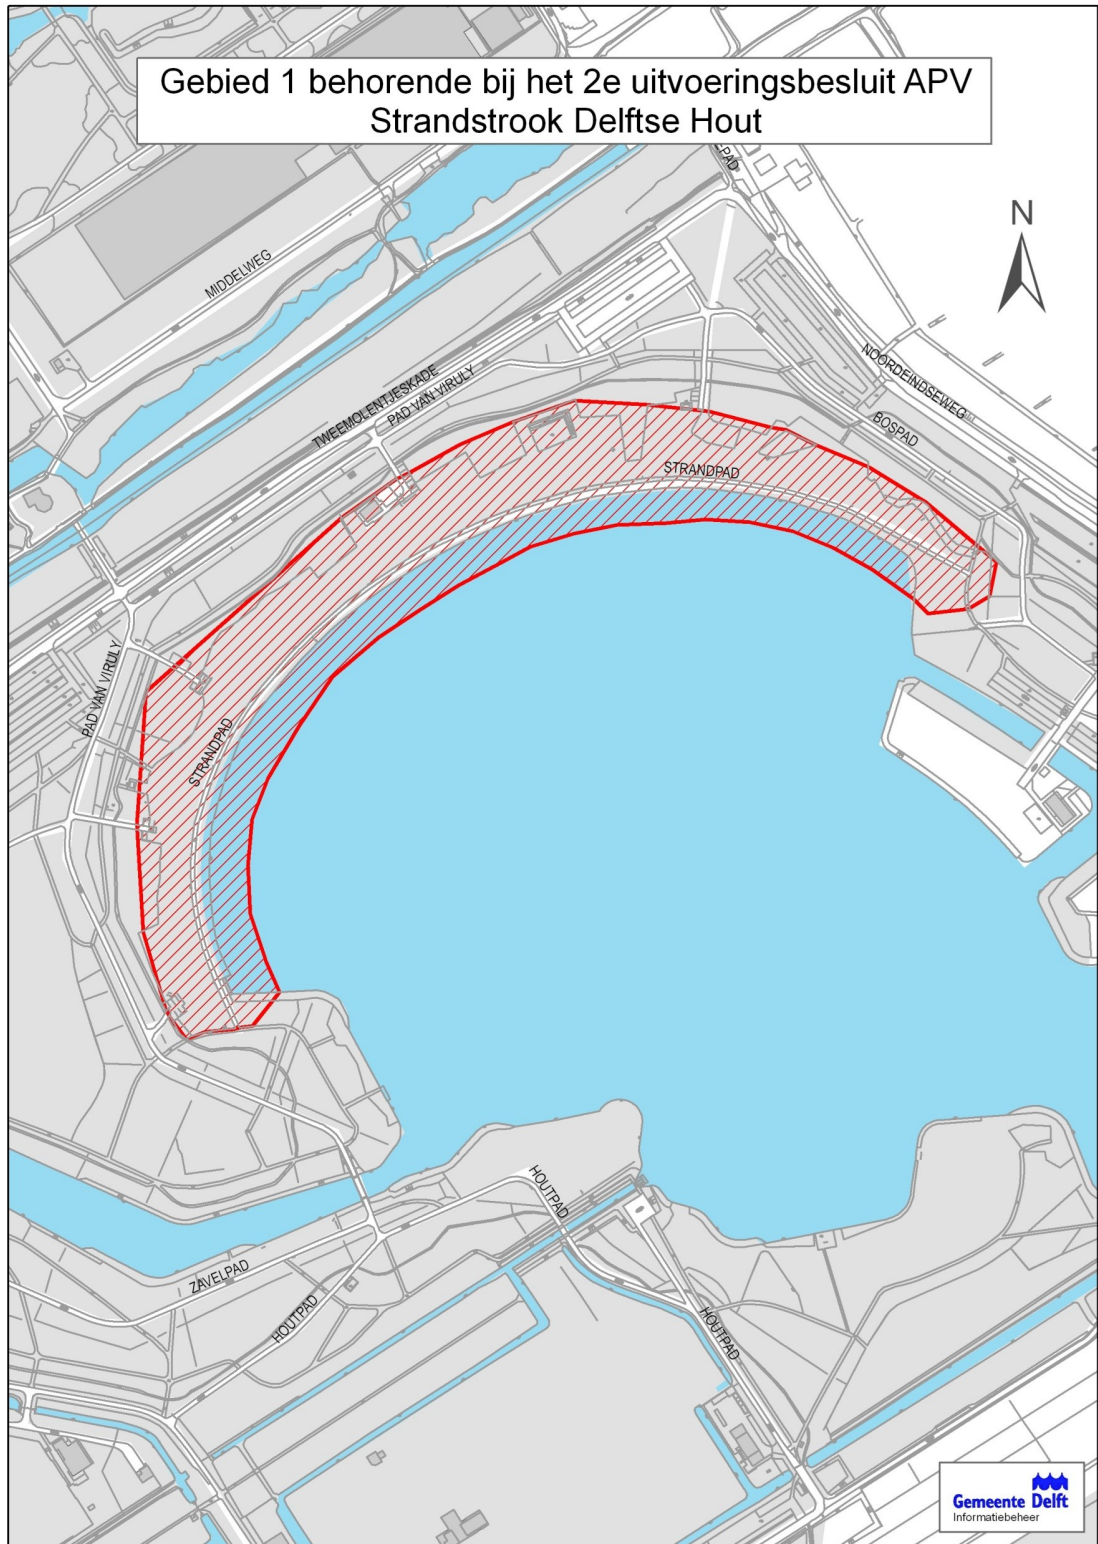 Gebied 1 behorende bij het 2e uitvoeringsbesluit APV
Strandstrook Delftse Hout
N
MIDDELWEG
TWEEMOLENTJESKADE
PAD VAN VIRULY
NOORDEINDSEWEG
BOSPAD
STRANDPAD
PAD VAN VIRULY
STRANDPAD
HOUTPAD
ZAVELPAD
HOUTPAD
HOUTPAD
Gemeente Delft
Informatiebeheer